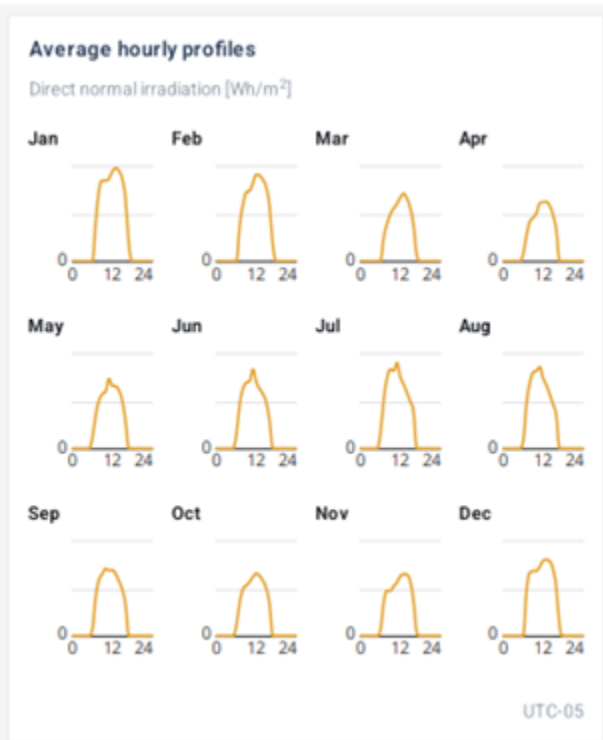 Average hourly profiles
Direct normal irradiation [Wh/m²]
Jan Feb Mar Apr
0 0 0 0
0 12 24 0 12 24 0 12 24 0 12 24
May Jun Jul Aug
0 0 0 0
0 12 24 0 12 24 0 12 24 0 12 24
Sep Oct Nov Dec
0 0 0 0
0 12 24 0 12 24 0 12 24 0 12 24
UTC-05